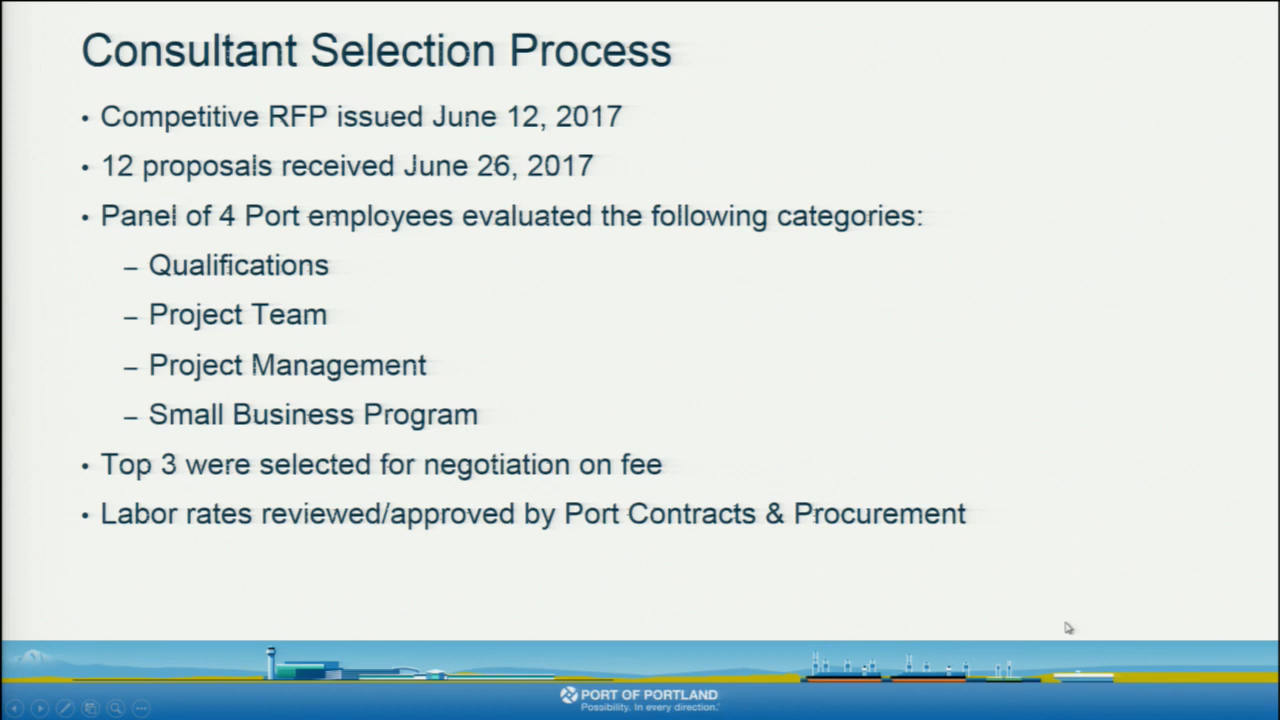 Consultant Selection Process
• Competitive RFP issued June 12, 2017
• 12 proposals received June 26, 2017
• Panel of 4 Port employees evaluated the following categories:
– Qualifications
– Project Team
– Project Management
– Small Business Program
• Top 3 were selected for negotiation on fee
• Labor rates reviewed/approved by Port Contracts & Procurement
PORT OF PORTLAND
Possibility. In every direction.